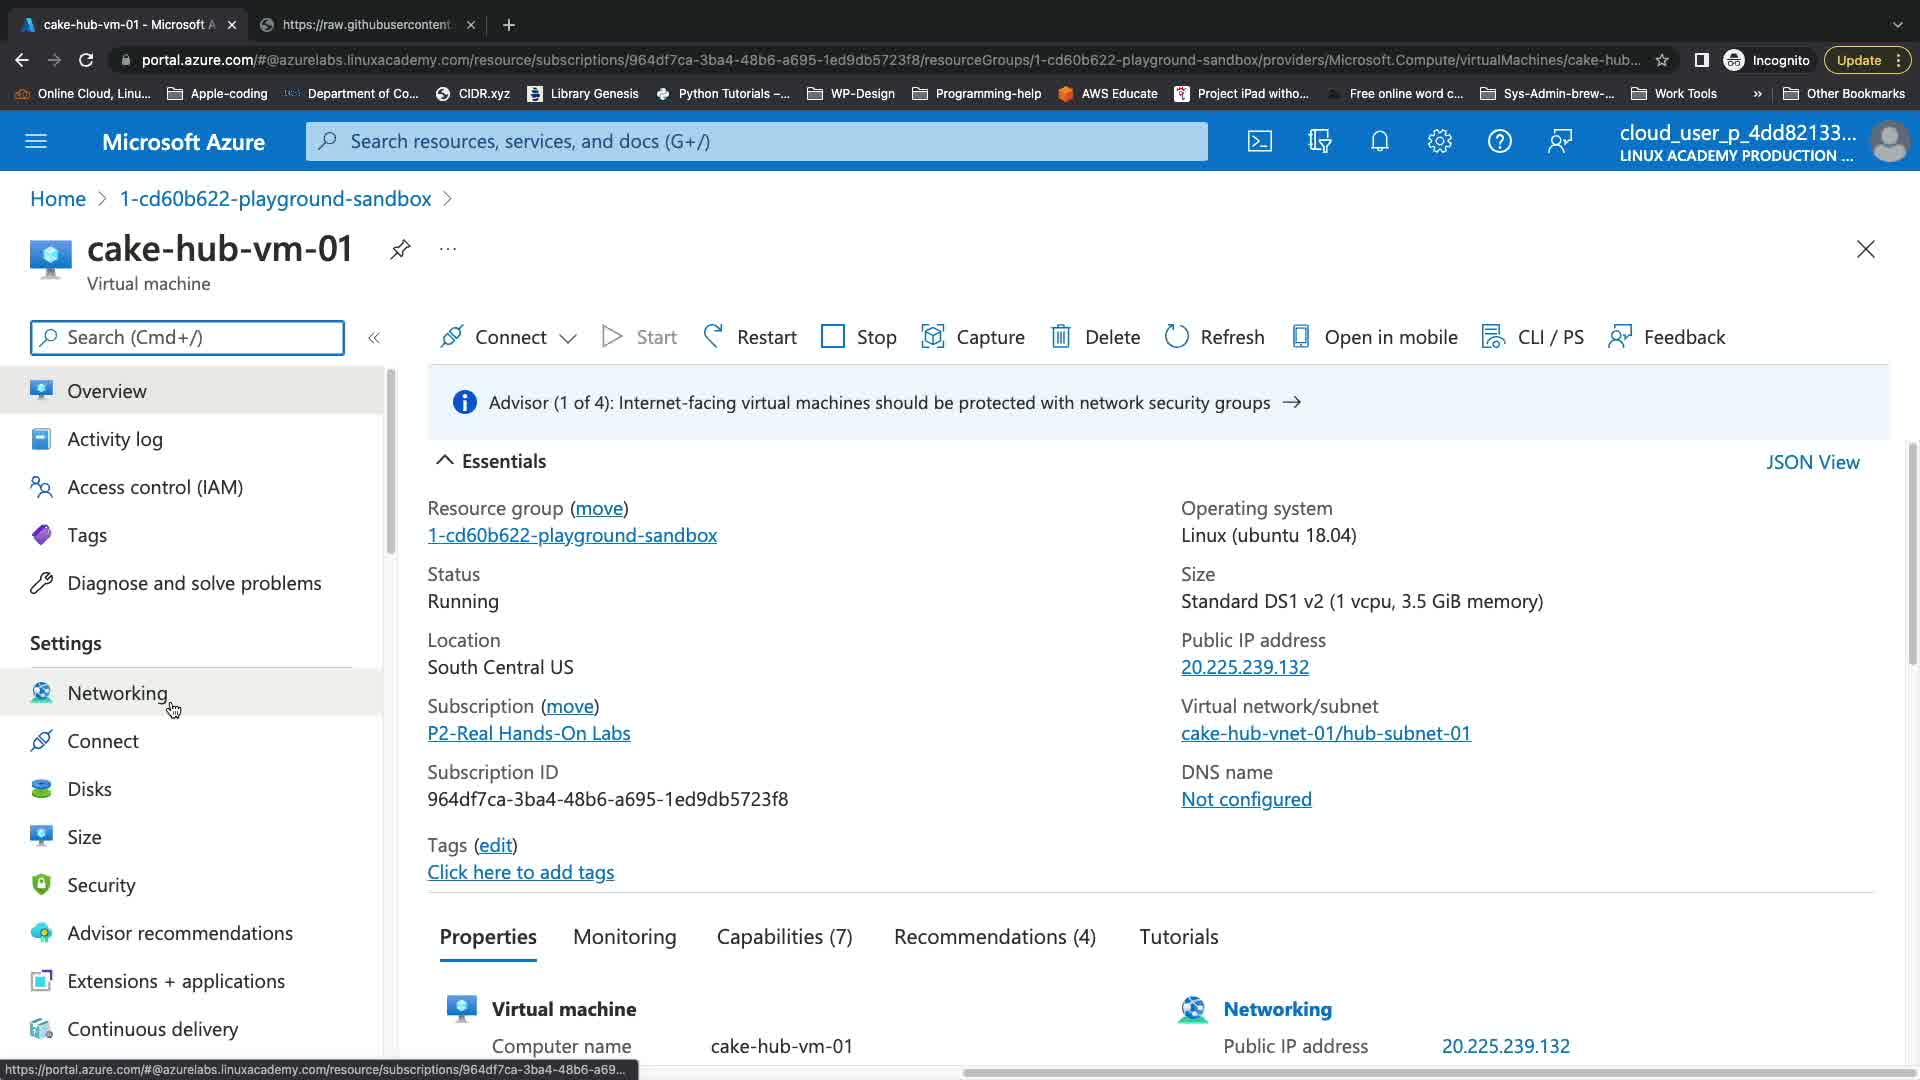 cake-hub-vm-01 - Microsoft A
https://raw.githubusercontent
portal.azure.com/#@azurelabs.linuxacademy.com/resource/subscriptions/964df7ca-3ba4-48b6-a695-1ed9db5723f8/resourceGroups/1-cd60b622-playground-sandbox/providers/Microsoft.Compute/virtualMachines/cake-hub...
Incognito
Update
Online Cloud, Linu...
Apple-coding
Department of Co...
CIDR.xyz
Library Genesis
Python Tutorials –...
WP-Design
Programming-help
AWS Educate
Project iPad witho...
Free online word c...
Sys-Admin-brew-...
Work Tools
»
Other Bookmarks
Microsoft Azure
Search resources, services, and docs (G+/)
cloud_user_p_4dd82133...
LINUX ACADEMY PRODUCTION ...
Home > 1-cd60b622-playground-sandbox >
cake-hub-vm-01
...
Virtual machine
Search (Cmd+/)
«
Connect
Start
Restart
Stop
Capture
Delete
Refresh
Open in mobile
CLI / PS
Feedback
Overview
Activity log
Access control (IAM)
Tags
Diagnose and solve problems
Settings
Networking
Connect
Disks
Size
Security
Advisor recommendations
Extensions + applications
Continuous delivery
Advisor (1 of 4): Internet-facing virtual machines should be protected with network security groups →
Essentials
JSON View
Resource group (move)
1-cd60b622-playground-sandbox
Status
Running
Location
South Central US
Subscription (move)
P2-Real Hands-On Labs
Subscription ID
964df7ca-3ba4-48b6-a695-1ed9db5723f8
Tags (edit)
Click here to add tags
Operating system
Linux (ubuntu 18.04)
Size
Standard DS1 v2 (1 vcpu, 3.5 GiB memory)
Public IP address
20.225.239.132
Virtual network/subnet
cake-hub-vnet-01/hub-subnet-01
DNS name
Not configured
Properties
Monitoring
Capabilities (7)
Recommendations (4)
Tutorials
Virtual machine
Computer name
cake-hub-vm-01
Networking
Public IP address
20.225.239.132
https://portal.azure.com/#@azurelabs.linuxacademy.com/resource/subscriptions/964df7ca-3ba4-48b6-a69...